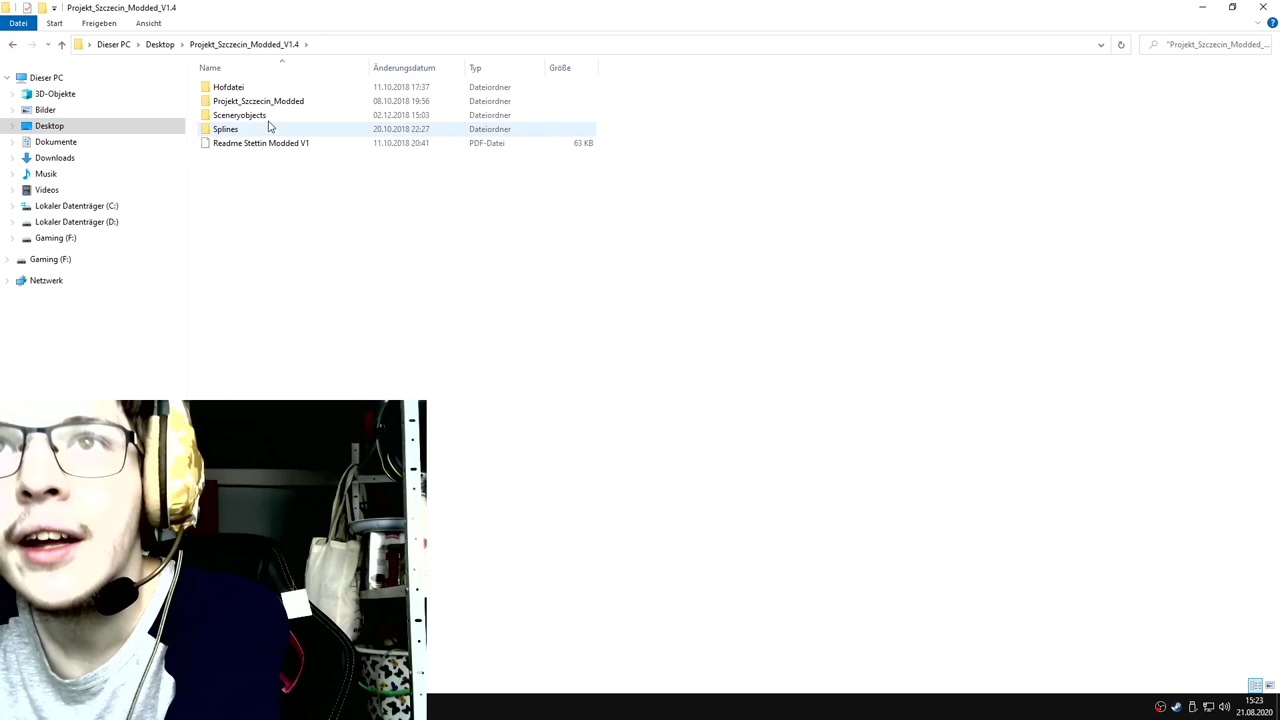 Projekt_Szczecin_Modded_V1.4
Datei Start Freigeben Ansicht
Dieser PC Desktop Projekt_Szczecin_Modded_V1.4
"Projekt_Szczecin_Modded_...
Name Änderungsdatum Typ Größe
Hofdatei 11.10.2018 17:37 Dateiordner
Projekt_Szczecin_Modded 08.10.2018 19:56 Dateiordner
Sceneryobjects 02.12.2018 15:03 Dateiordner
Splines 20.10.2018 22:27 Dateiordner
Readme Stettin Modded V1 11.10.2018 20:41 PDF-Datei 63 KB
Dieser PC
3D-Objekte
Bilder
Desktop
Dokumente
Downloads
Musik
Videos
Lokaler Datenträger (C:)
Lokaler Datenträger (D:)
Gaming (F:)
Gaming (F:)
Netzwerk
15:23
21.08.2020